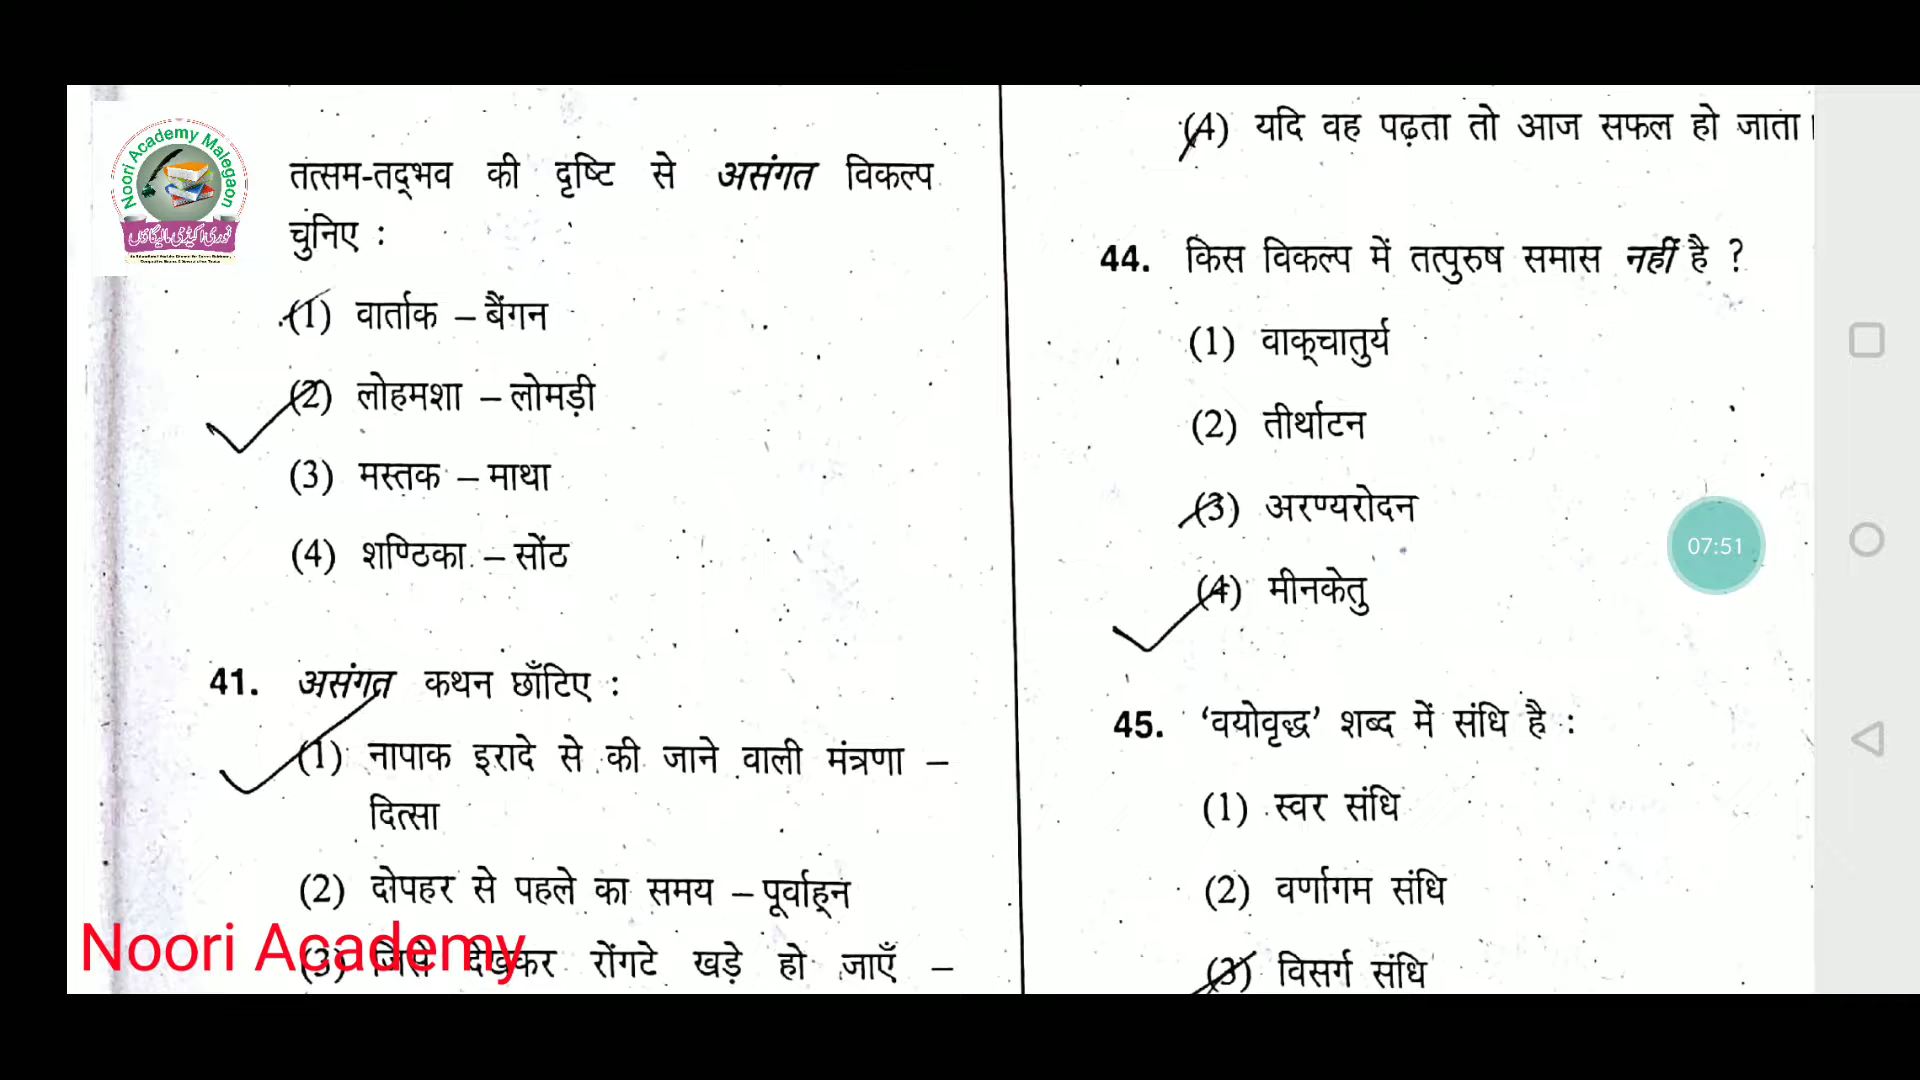 Noori Academy Malegaon
نوری اکیڈمی مالیگاؤں
तत्सम-तद्भव की दृष्टि से असंगत विकल्प
चुनिए :
(1) वार्ताक – बैंगन
(2) लोहमशा – लोमड़ी
(3) मस्तक – माथा
(4) शण्ठिका – सोंठ
41. असंगत कथन छाँटिए :
(1) नापाक इरादे से की जाने वाली मंत्रणा –
दित्सा
(2) दोपहर से पहले का समय – पूर्वाह्न
(3) जिसे देखकर रोंगटे खड़े हो जाएँ –
Noori Academy
(4) यदि वह पढ़ता तो आज सफल हो जाता।
44. किस विकल्प में तत्पुरुष समास नहीं है ?
(1) वाक्चातुर्य
(2) तीर्थाटन
(3) अरण्यरोदन
(4) मीनकेतु
45. ‘वयोवृद्ध’ शब्द में संधि है :
(1) स्वर संधि
(2) वर्णागम संधि
(3) विसर्ग संधि
07:51